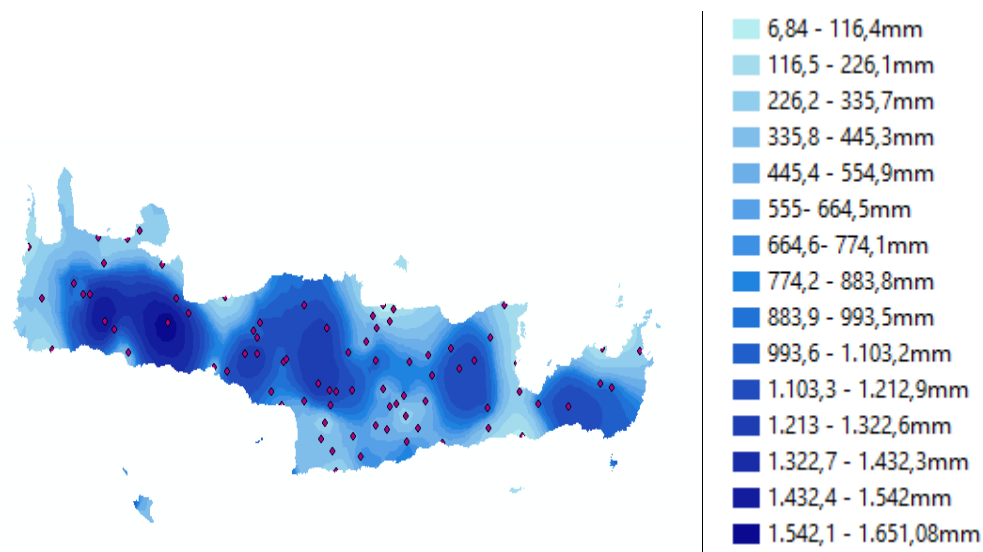 6,84 - 116,4mm
116,5 - 226,1mm
226,2 - 335,7mm
335,8 - 445,3mm
445,4 - 554,9mm
555- 664,5mm
664,6- 774,1mm
774,2 - 883,8mm
883,9 - 993,5mm
993,6 - 1.103,2mm
1.103,3 - 1.212,9mm
1.213 - 1.322,6mm
1.322,7 - 1.432,3mm
1.432,4 - 1.542mm
1.542,1 - 1.651,08mm